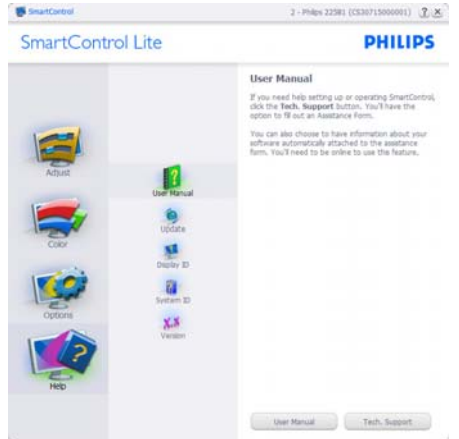 SmartControl
2 - Philips 225B1 (CS30715000001)
SmartControl Lite
PHILIPS
Adjust
Color
Options
Help
User Manual
Update
Display ID
System ID
Version
User Manual
If you need help setting up or operating SmartControl,
click the Tech. Support button. You'll have the
option to fill out an Assistance Form.
You can also choose to have information about your
software automatically attached to the assistance
form. You'll need to be online to use the feature.
User Manual
Tech. Support